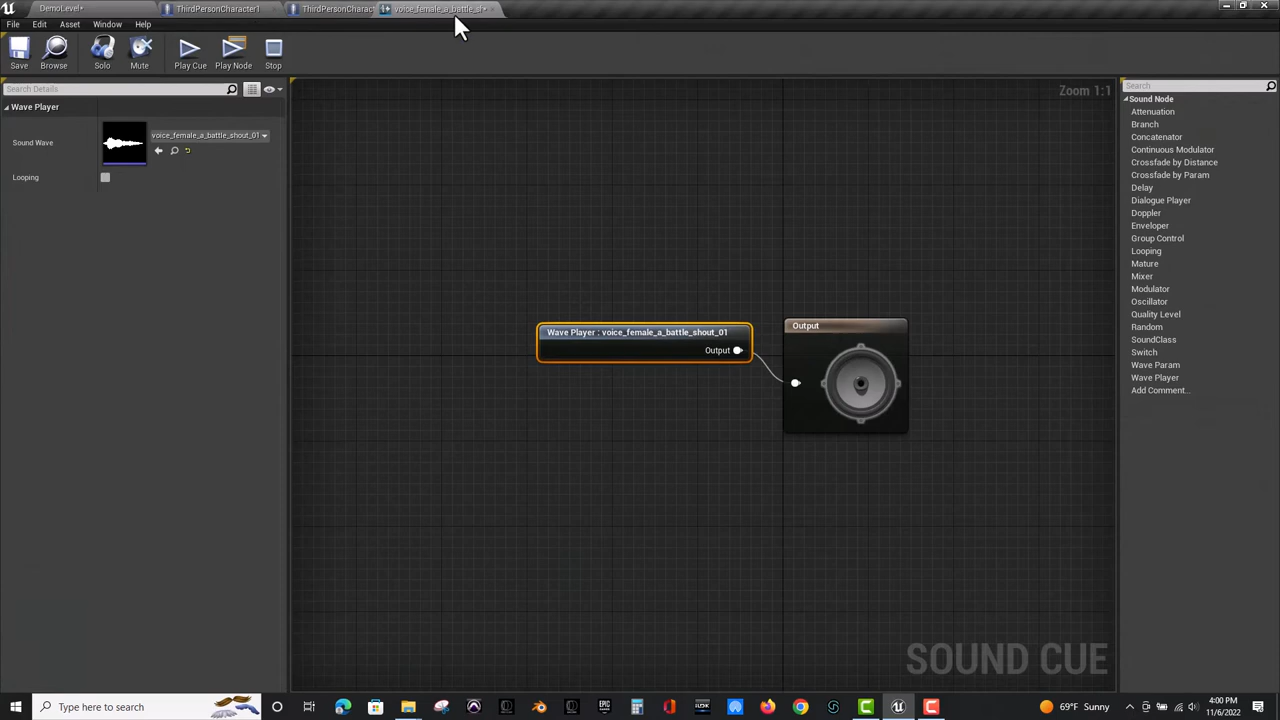 DemoLevel*
ThirdPersonCharacter1
ThirdPersonCharact
voice_female_a_battle_sh*
File
Edit
Asset
Window
Help
Save
Browse
Solo
Mute
Play Cue
Play Node
Stop
Search Details
Wave Player
Sound Wave
voice_female_a_battle_shout_01
Looping
Zoom 1:1
Wave Player : voice_female_a_battle_shout_01
Output
Output
SOUND CUE
Search
Sound Node
Attenuation
Branch
Concatenator
Continuous Modulator
Crossfade by Distance
Crossfade by Param
Delay
Dialogue Player
Doppler
Enveloper
Group Control
Looping
Mature
Mixer
Modulator
Oscillator
Quality Level
Random
SoundClass
Switch
Wave Param
Wave Player
Add Comment...
Type here to search
69°F Sunny
4:00 PM
11/6/2022